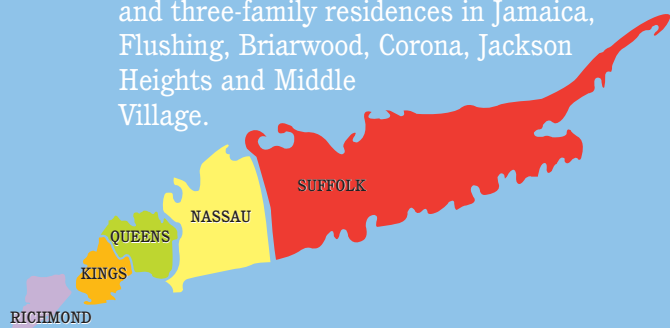 and three-family residences in Jamaica,
Flushing, Briarwood, Corona, Jackson
Heights and Middle
Village.
SUFFOLK
NASSAU
QUEENS
KINGS
RICHMOND